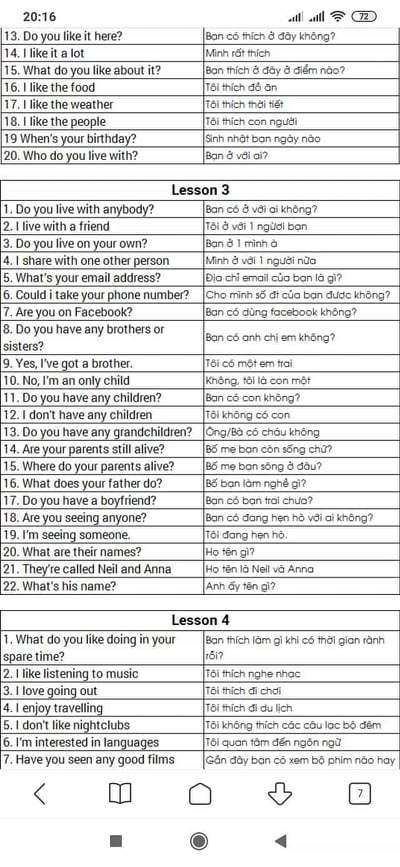 20:16
72
13. Do you like it here? Bạn có thích ở đây không?
14. I like it a lot Mình rất thích
15. What do you like about it? Bạn thích ở đây ở điểm nào?
16. I like the food Tôi thích đồ ăn
17. I like the weather Tôi thích thời tiết
18. I like the people Tôi thích con người
19 When's your birthday? Sinh nhật bạn ngày nào
20. Who do you live with? Bạn ở với ai?
Lesson 3
1. Do you live with anybody? Bạn có ở với ai không?
2. I live with a friend Tôi ở với 1 ngừoi bạn
3. Do you live on your own? Bạn ở 1 mình à
4. I share with one other person Mình ở với 1 người nữa
5. What's your email address? Địa chỉ email của bạn là gì?
6. Could i take your phone number? Cho mình số đt của bạn được không?
7. Are you on Facebook? Bạn có dùng facebook không?
8. Do you have any brothers or
sisters? Bạn có anh chị em không?
9. Yes, I've got a brother. Tôi có một em trai
10. No, I'm an only child Không, tôi là con một
11. Do you have any children? Bạn có con không?
12. I don't have any children Tôi không có con
13. Do you have any grandchildren? Ông/Bà có cháu không
14. Are your parents still alive? Bố mẹ bạn còn sống chứ?
15. Where do your parents alive? Bố mẹ bạn sông ở đâu?
16. What does your father do? Bố bạn làm nghề gì?
17. Do you have a boyfriend? Bạn có bạn trai chưa?
18. Are you seeing anyone? Bạn có đang hẹn hò với ai không?
19. I'm seeing someone. Tôi đang hẹn hò.
20. What are their names? Họ tên gì?
21. They're called Neil and Anna Họ tên là Neil và Anna
22. What's his name? Anh ấy tên gì?
Lesson 4
1. What do you like doing in your Bạn thích làm gì khi có thời gian rảnh
spare time? rỗi?
2. I like listening to music Tôi thích nghe nhạc
3. I love going out Tôi thích đi chơi
4. I enjoy travelling Tôi thích đi du lịch
5. I don't like nightclubs Tôi không thích các câu lạc bộ đêm
6. I'm interested in languages Tôi quan tâm đến ngôn ngữ
7. Have you seen any good films Gần đây bạn có xem bộ phim nào hay
7